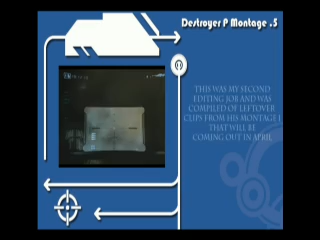 Destroyer P Montage .5
THIS WAS MY SECOND
EDITING JOB AND WAS
COMPILED OF LEFTOVER
CLIPS FROM HIS MONTAGE 1
THAT WILL BE
COMING OUT IN APRIL